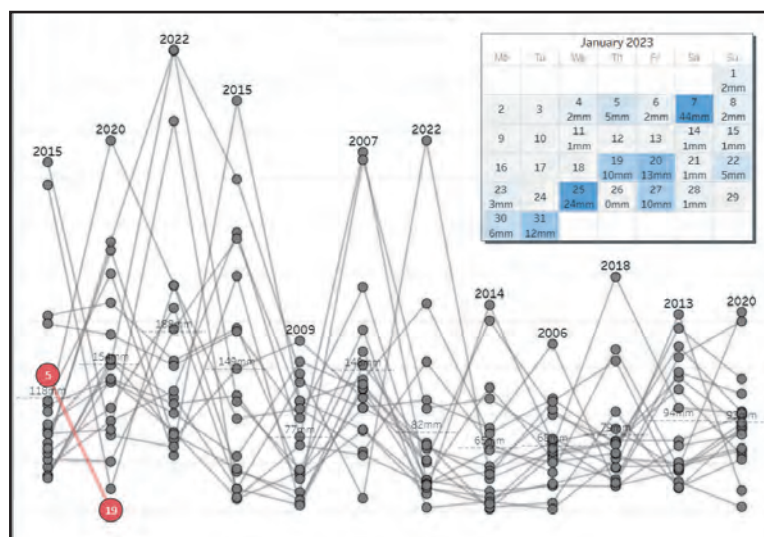 2022
2015
2020
2015
2007
2022
2014
2009
2006
2018
2013
2020
188mm
154mm
149mm
118mm
77mm
82mm
94mm
5
19
January 2023
Mo Tu We Th Fr Sa Su
1
2mm
2 3 4 5 6 7 8
2mm 5mm 2mm 44mm 2mm
9 10 11 12 13 14 15
1mm 1mm 1mm
16 17 18 19 20 21 22
10mm 13mm 1mm 5mm
23 24 25 26 27 28 29
3mm 24mm 0mm 10mm 1mm
30 31
6mm 12mm